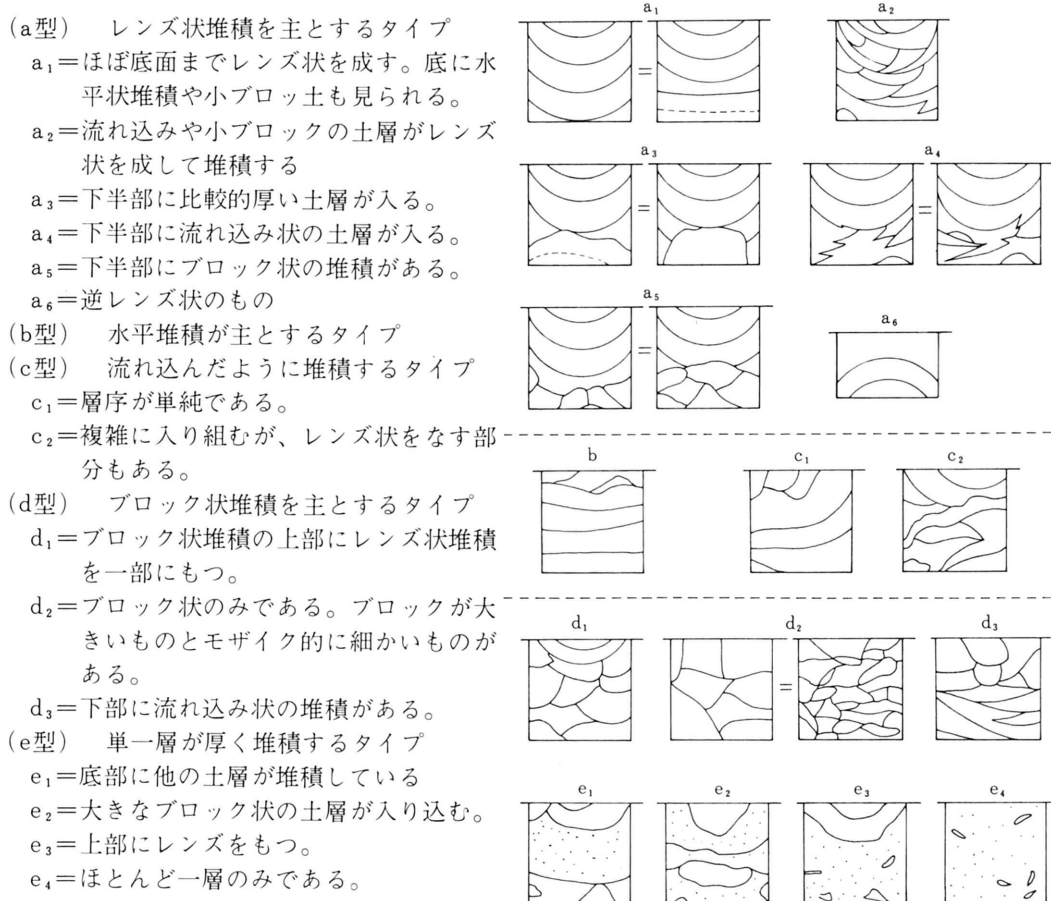 (a型)　レンズ状堆積を主とするタイプ
a₁＝ほぼ底面までレンズ状を成す。底に水
平状堆積や小ブロッ土も見られる。
a₂＝流れ込みや小ブロックの土層がレンズ
状を成して堆積する
a₃＝下半部に比較的厚い土層が入る。
a₄＝下半部に流れ込み状の土層が入る。
a₅＝下半部にブロック状の堆積がある。
a₆＝逆レンズ状のもの
(b型)　水平堆積が主とするタイプ
(c型)　流れ込んだように堆積するタイプ
c₁＝層序が単純である。
c₂＝複雑に入り組むが、レンズ状をなす部
分もある。
(d型)　ブロック状堆積を主とするタイプ
d₁＝ブロック状堆積の上部にレンズ状堆積
を一部にもつ。
d₂＝ブロック状のみである。ブロックが大
きいものとモザイク的に細かいものが
ある。
d₃＝下部に流れ込み状の堆積がある。
(e型)　単一層が厚く堆積するタイプ
e₁＝底部に他の土層が堆積している
e₂＝大きなブロック状の土層が入り込む。
e₃＝上部にレンズをもつ。
e₄＝ほとんど一層のみである。
a₁ a₂
=
a₃ a₄
= =
a₅ a₆
=
b c₁ c₂
d₁ d₂ d₃
=
e₁ e₂ e₃ e₄